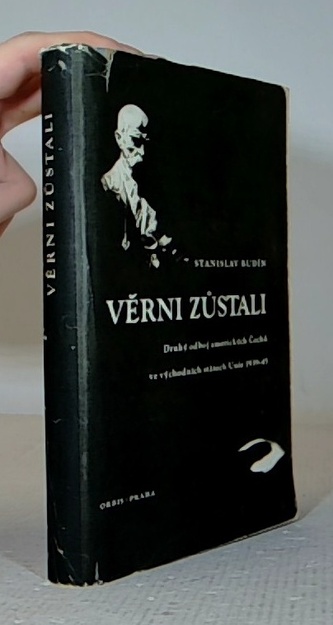 VĚRNI ZŮSTALI
STANISLAV BUDÍN
VĚRNI ZŮSTALI
Druhý odboj amerických Čechů
ve východních státech Unie 1939-45
ORBIS - PRAHA